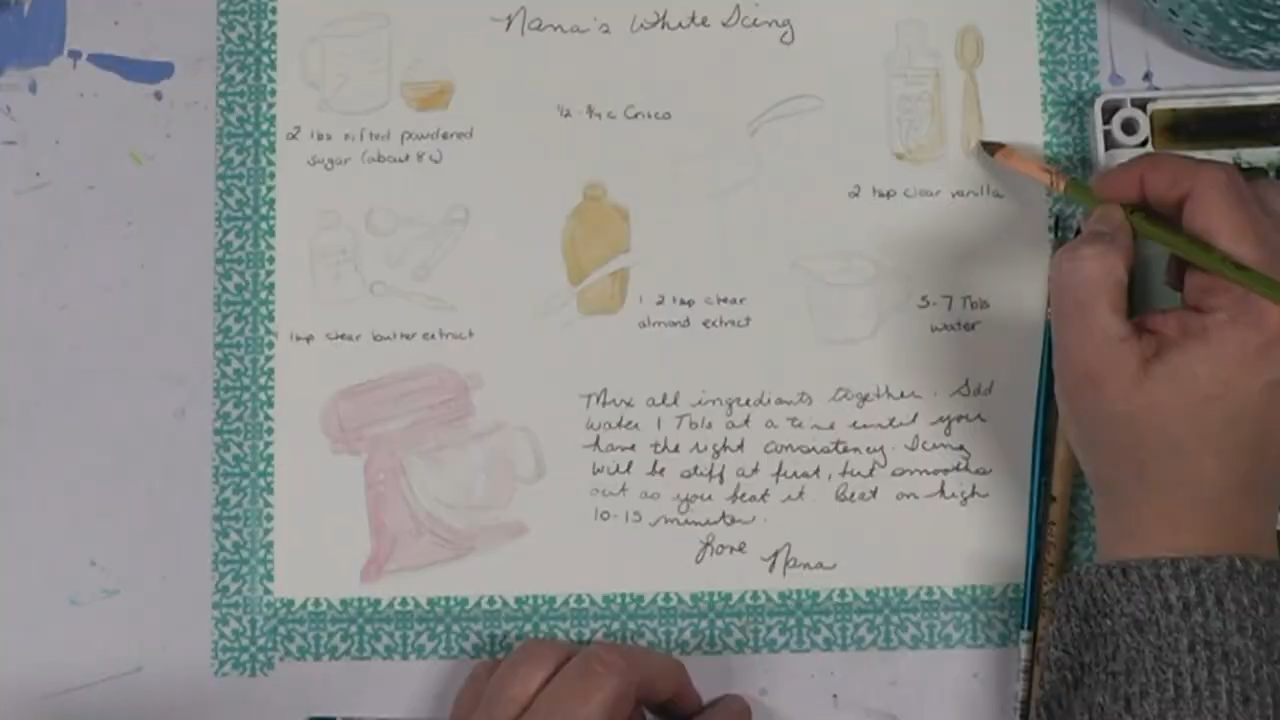 Nana's White Icing
2 lbs sifted powdered
sugar (about 8c)
1/2 - 3/4 c Crisco
2 tsp clear vanilla
1 tsp clear butter extract
1-2 tsp clear
almond extract
5-7 Tbls
water
Mix all ingredients together. Add
water 1 Tbls at a time until you
have the right consistency. Icing
will be stiff at first, but smooths
out as you beat it. Beat on high
10-15 minutes.
Love Nana